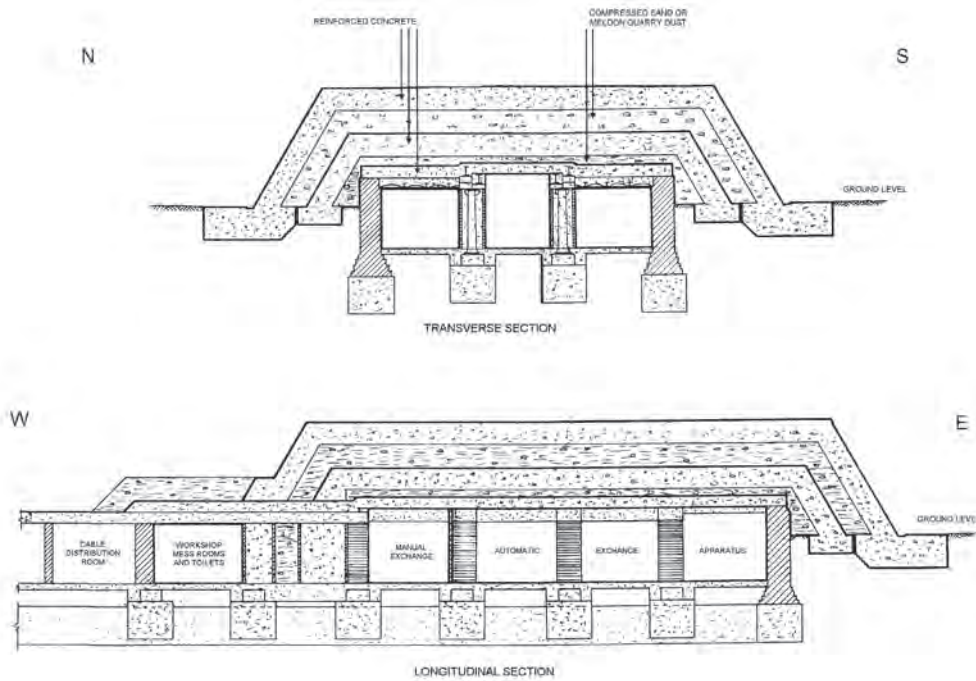 REINFORCED CONCRETE
COMPRESSED SAND OR
MELDON QUARRY DUST
N
S
GROUND LEVEL
TRANSVERSE SECTION
W
E
GROUND LEVEL
CABLE
DISTRIBUTION
ROOM
WORKSHOP
MESS ROOMS
AND TOILETS
MANUAL
EXCHANGE
AUTOMATIC
EXCHANGE
APPARATUS
LONGITUDINAL SECTION